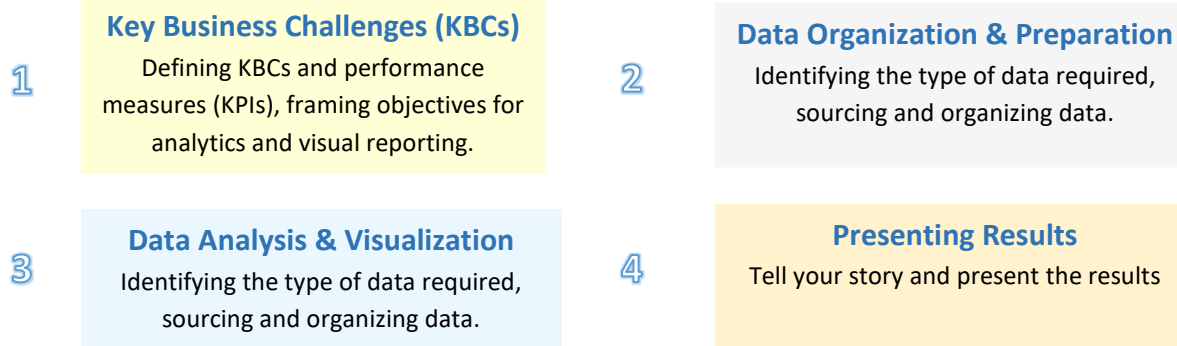 1
Key Business Challenges (KBCs)
Defining KBCs and performance
measures (KPIs), framing objectives for
analytics and visual reporting.
2
Data Organization & Preparation
Identifying the type of data required,
sourcing and organizing data.
3
Data Analysis & Visualization
Identifying the type of data required,
sourcing and organizing data.
4
Presenting Results
Tell your story and present the results